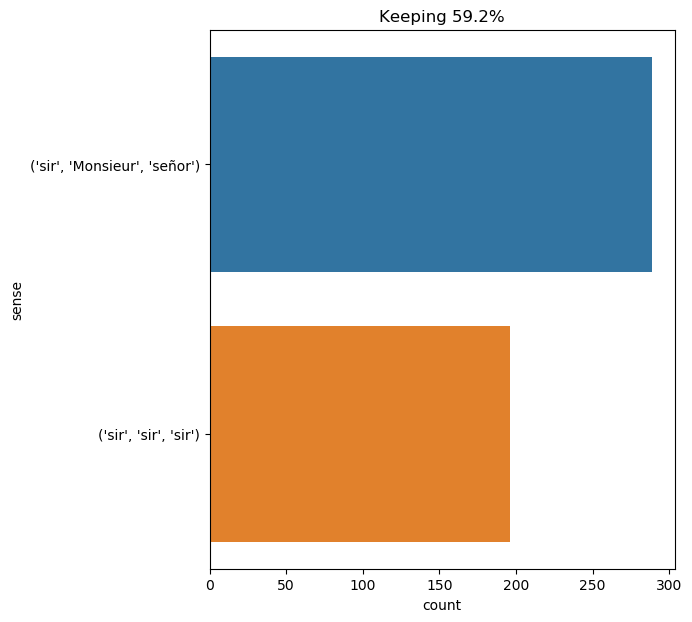 Keeping 59.2%
('sir', 'Monsieur', 'señor')
sense
('sir', 'sir', 'sir')
0 50 100 150 200 250 300
count